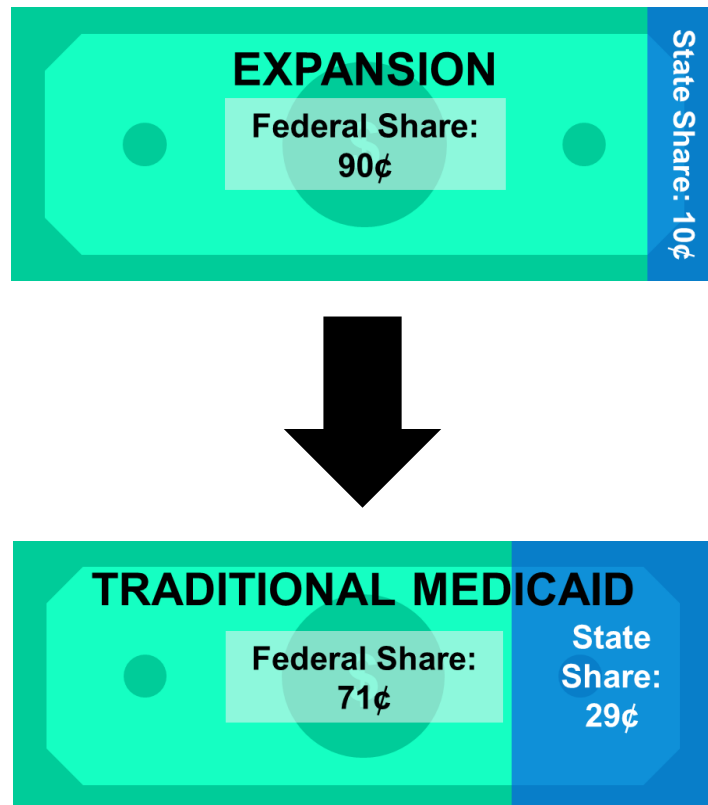 EXPANSION
Federal Share:
90¢
State Share: 10¢
TRADITIONAL MEDICAID
Federal Share:
71¢
State
Share:
29¢